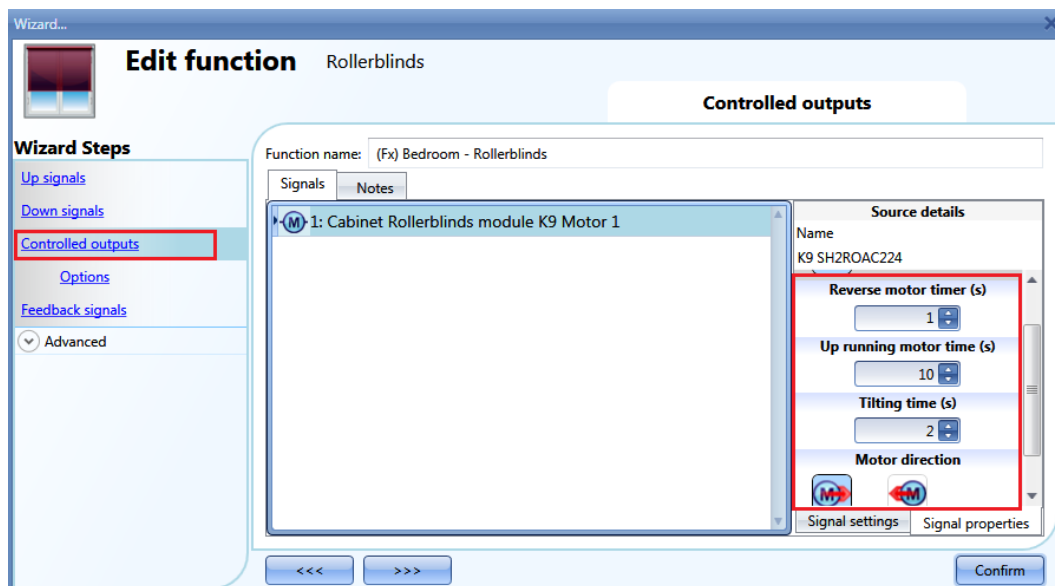 Wizard...
Edit function Rollerblinds
Controlled outputs
Wizard Steps
Up signals
Down signals
Controlled outputs
Options
Feedback signals
Advanced
Function name: (Fx) Bedroom - Rollerblinds
Signals Notes
M 1: Cabinet Rollerblinds module K9 Motor 1
Source details
Name
K9 SH2ROAC224
Reverse motor timer (s)
1
Up running motor time (s)
10
Tilting time (s)
2
Motor direction
M M
Signal settings Signal properties
<<< >>> Confirm